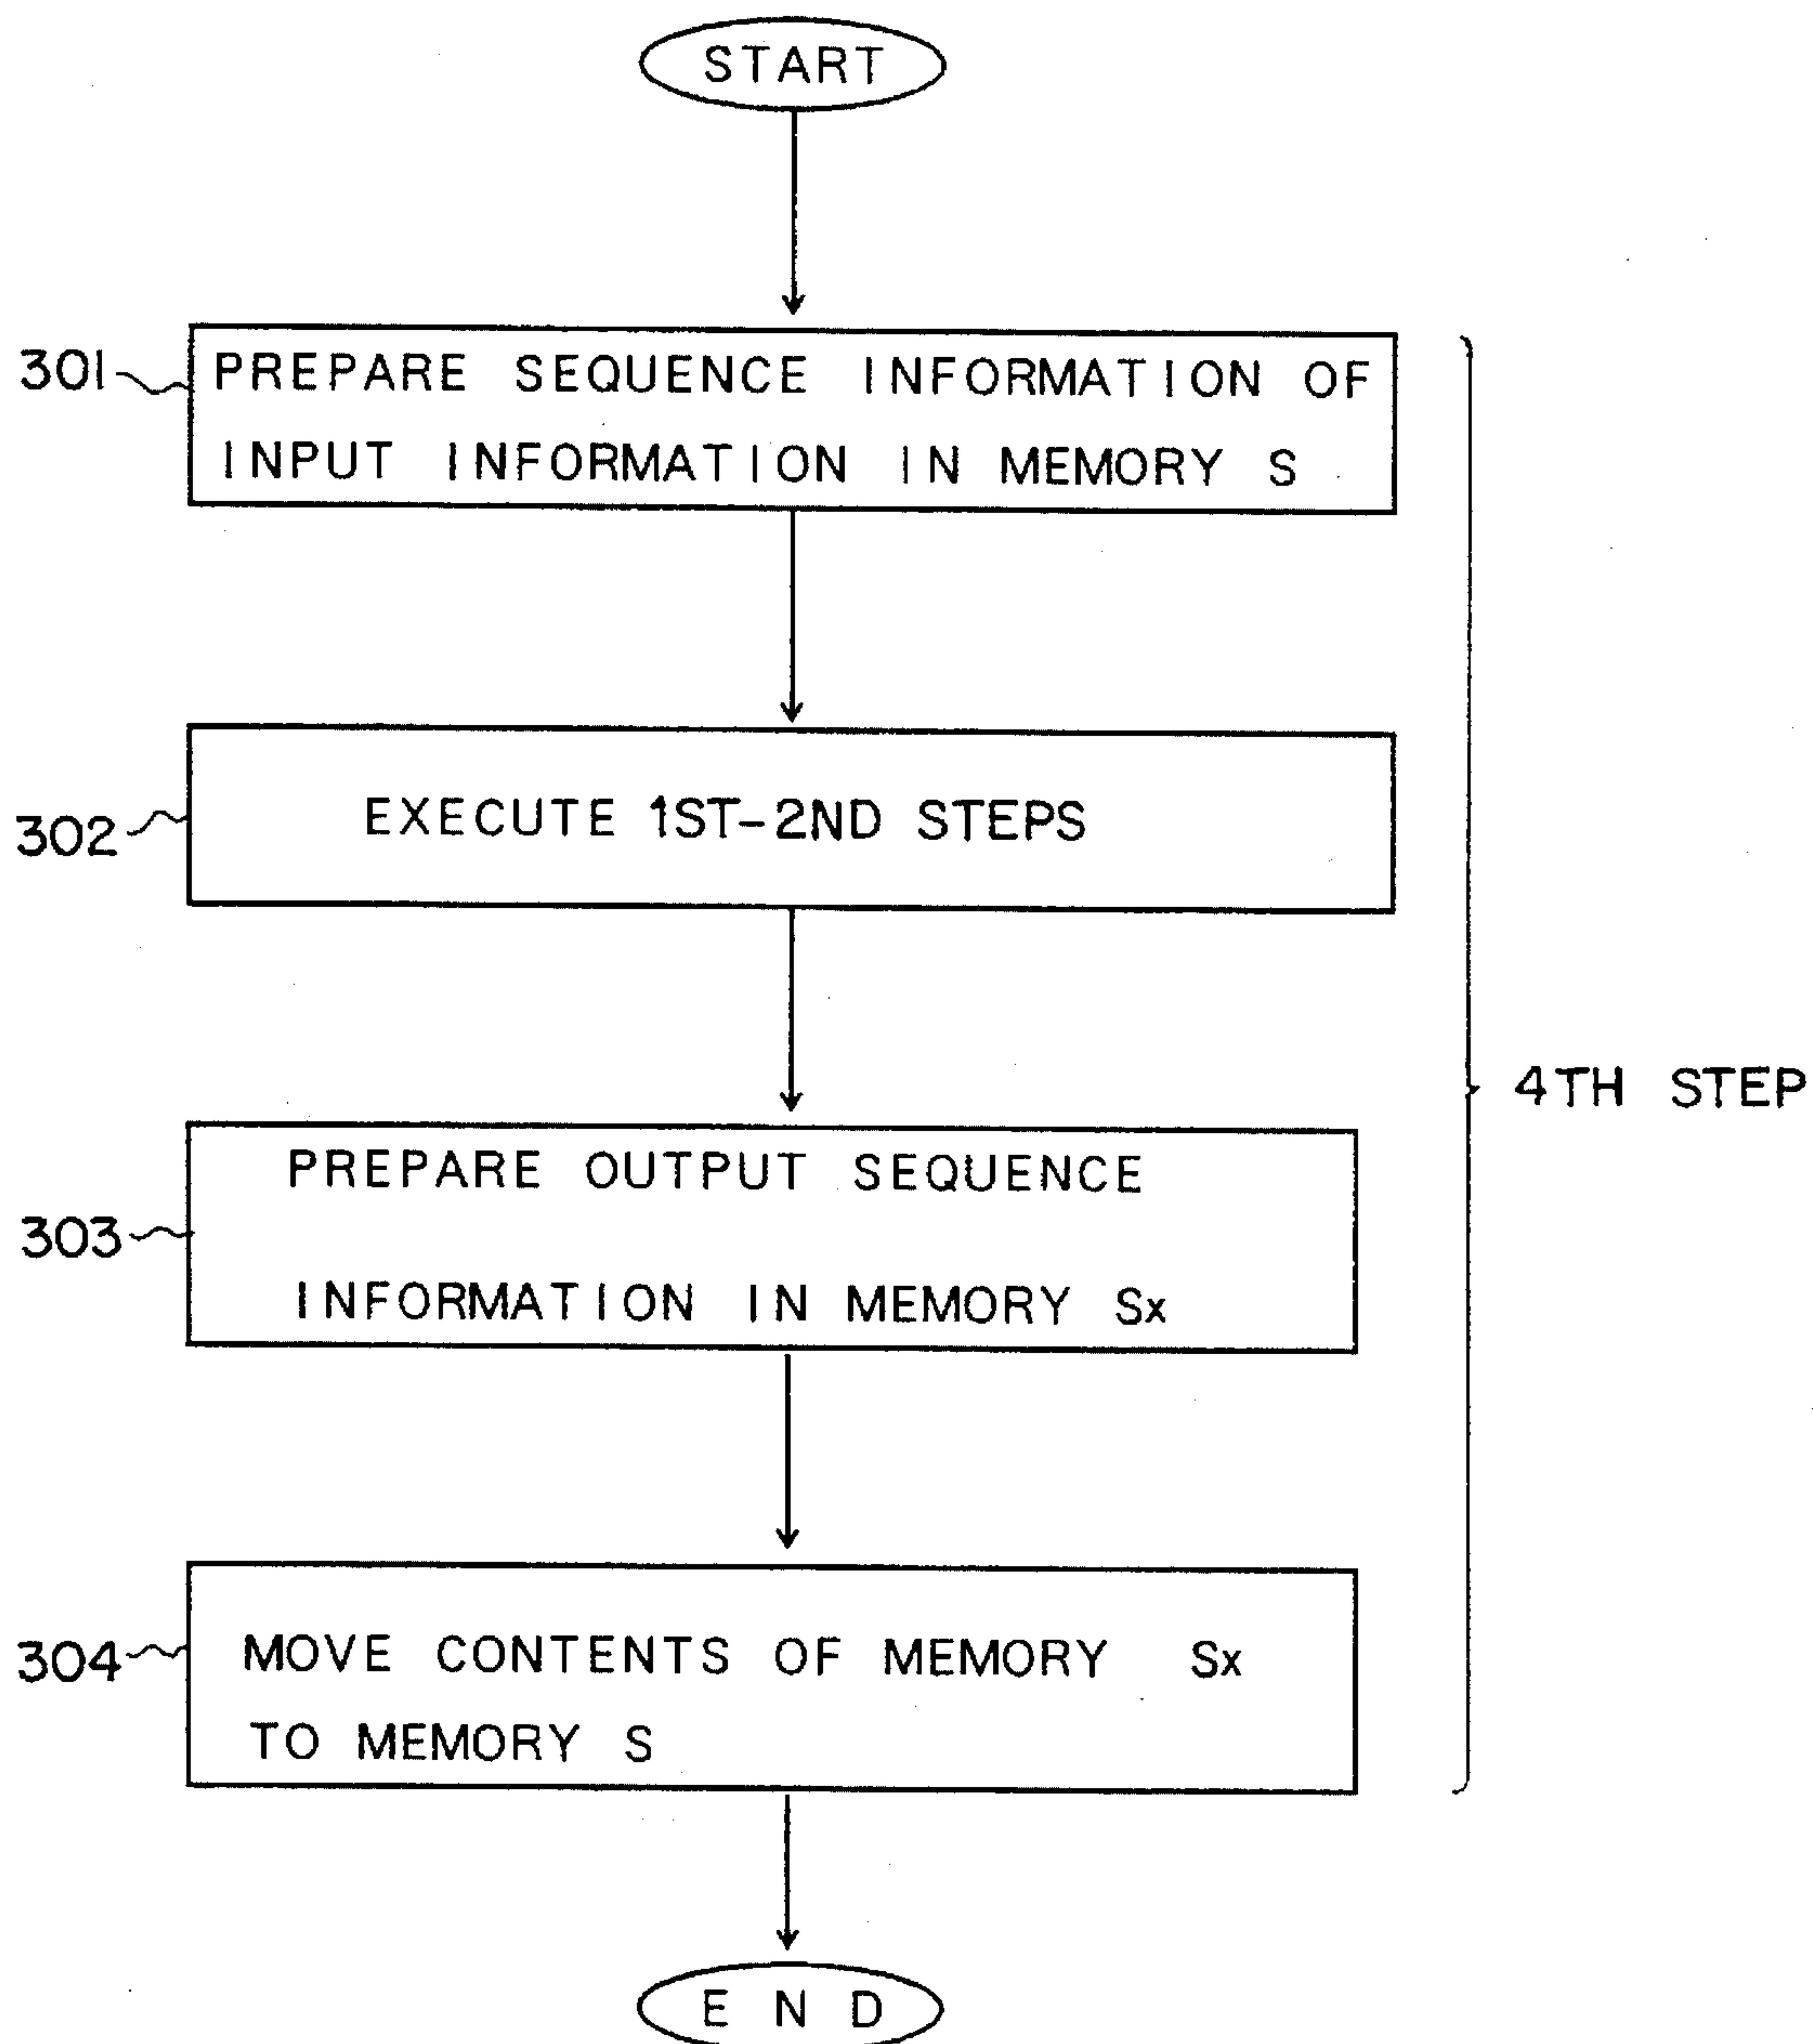 START
301
PREPARE SEQUENCE INFORMATION OF
INPUT INFORMATION IN MEMORY S
302
EXECUTE 1ST-2ND STEPS
4TH STEP
303
PREPARE OUTPUT SEQUENCE
INFORMATION IN MEMORY Sx
304
MOVE CONTENTS OF MEMORY Sx
TO MEMORY S
END